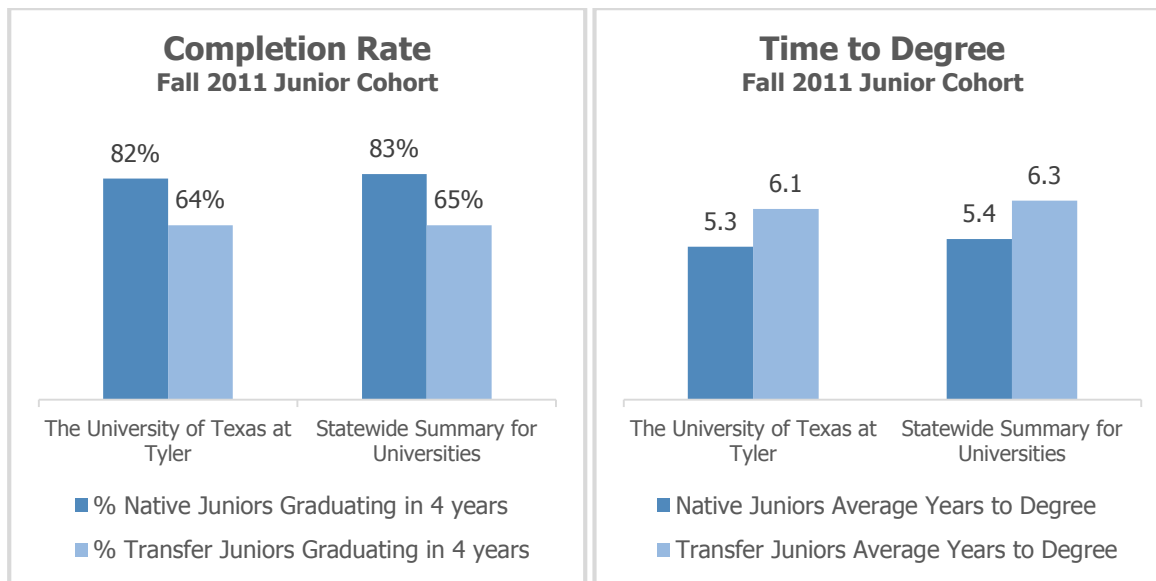 Completion Rate
Fall 2011 Junior Cohort
82%
64%
83%
65%
The University of Texas at
Tyler
Statewide Summary for
Universities
% Native Juniors Graduating in 4 years
% Transfer Juniors Graduating in 4 years
Time to Degree
Fall 2011 Junior Cohort
5.3
6.1
5.4
6.3
The University of Texas at
Tyler
Statewide Summary for
Universities
Native Juniors Average Years to Degree
Transfer Juniors Average Years to Degree